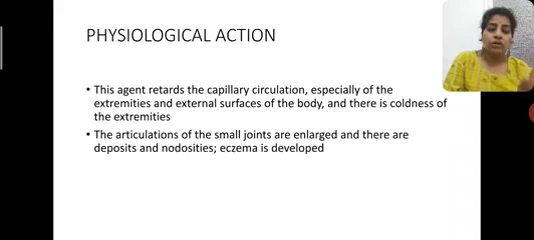 PHYSIOLOGICAL ACTION
• This agent retards the capillary circulation, especially of the
extremities and external surfaces of the body, and there is coldness of
the extremities
• The articulations of the small joints are enlarged and there are
deposits and nodosities; eczema is developed